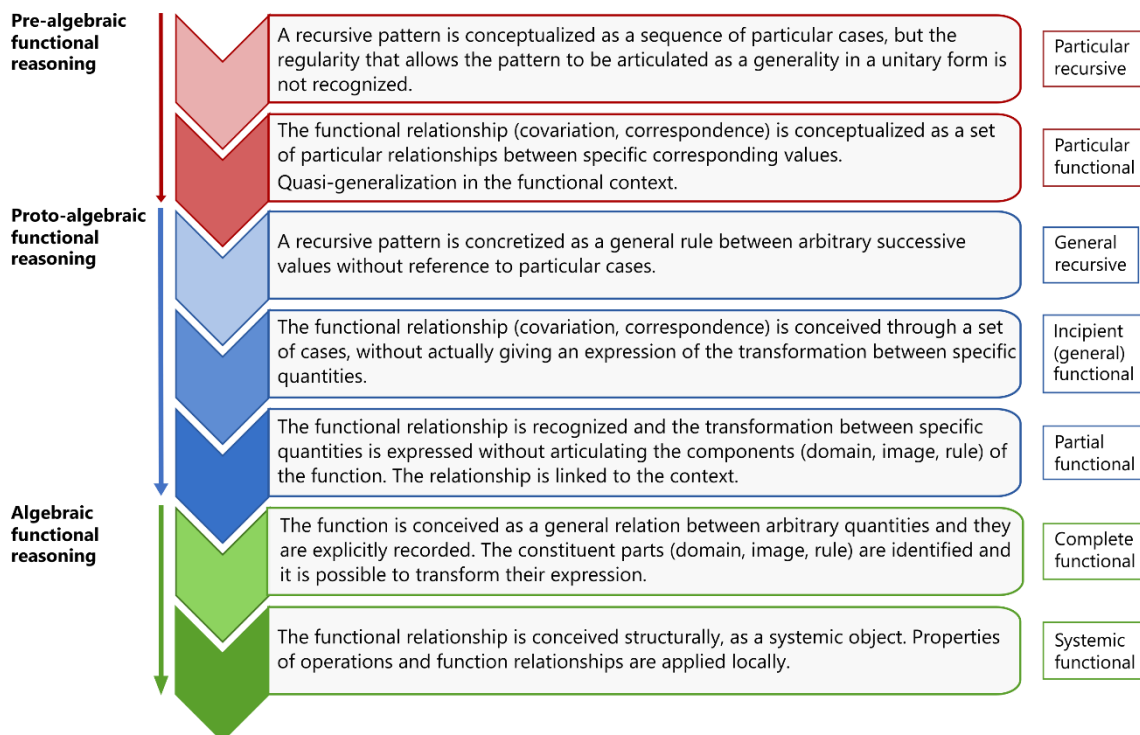 Pre-algebraic
functional
reasoning
A recursive pattern is conceptualized as a sequence of particular cases, but the
regularity that allows the pattern to be articulated as a generality in a unitary form is
not recognized.
Particular
recursive
The functional relationship (covariation, correspondence) is conceptualized as a set
of particular relationships between specific corresponding values.
Quasi-generalization in the functional context.
Particular
functional
Proto-algebraic
functional
reasoning
A recursive pattern is concretized as a general rule between arbitrary successive
values without reference to particular cases.
General
recursive
The functional relationship (covariation, correspondence) is conceived through a set
of cases, without actually giving an expression of the transformation between specific
quantities.
Incipient
(general)
functional
The functional relationship is recognized and the transformation between specific
quantities is expressed without articulating the components (domain, image, rule) of
the function. The relationship is linked to the context.
Partial
functional
Algebraic
functional
reasoning
The function is conceived as a general relation between arbitrary quantities and they
are explicitly recorded. The constituent parts (domain, image, rule) are identified and
it is possible to transform their expression.
Complete
functional
The functional relationship is conceived structurally, as a systemic object. Properties
of operations and function relationships are applied locally.
Systemic
functional